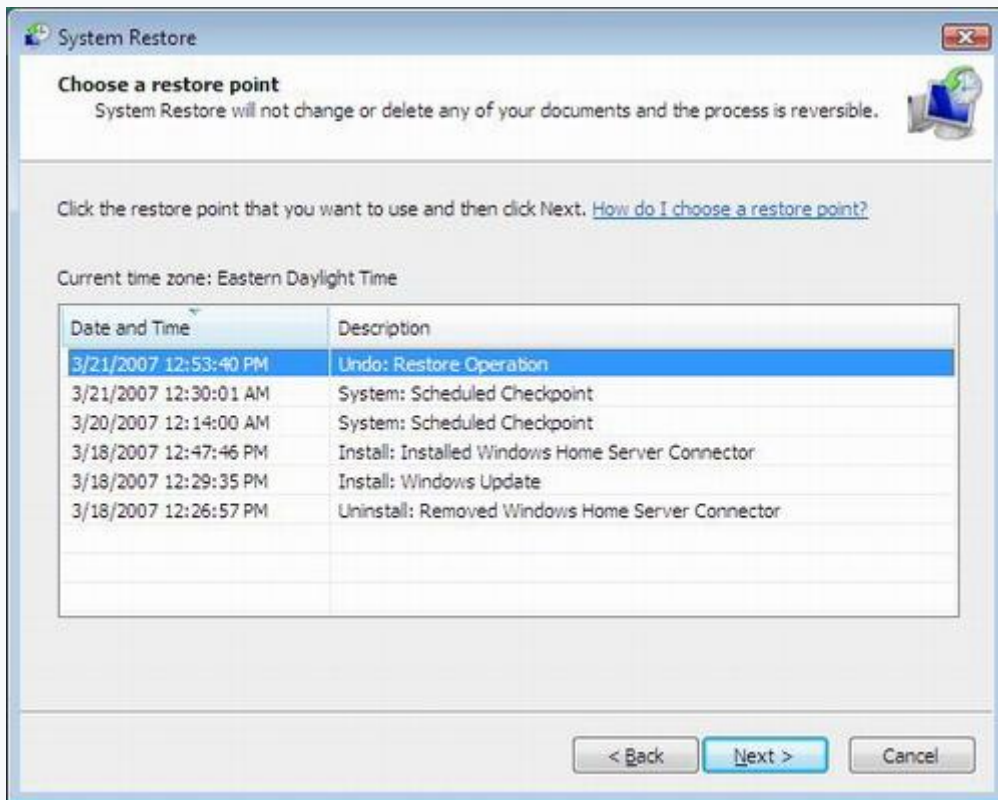 System Restore
Choose a restore point
System Restore will not change or delete any of your documents and the process is reversible.
Click the restore point that you want to use and then click Next. How do I choose a restore point?
Current time zone: Eastern Daylight Time
Date and Time Description
3/21/2007 12:53:40 PM Undo: Restore Operation
3/21/2007 12:30:01 AM System: Scheduled Checkpoint
3/20/2007 12:14:00 AM System: Scheduled Checkpoint
3/18/2007 12:47:46 PM Install: Installed Windows Home Server Connector
3/18/2007 12:29:35 PM Install: Windows Update
3/18/2007 12:26:57 PM Uninstall: Removed Windows Home Server Connector
< Back Next > Cancel